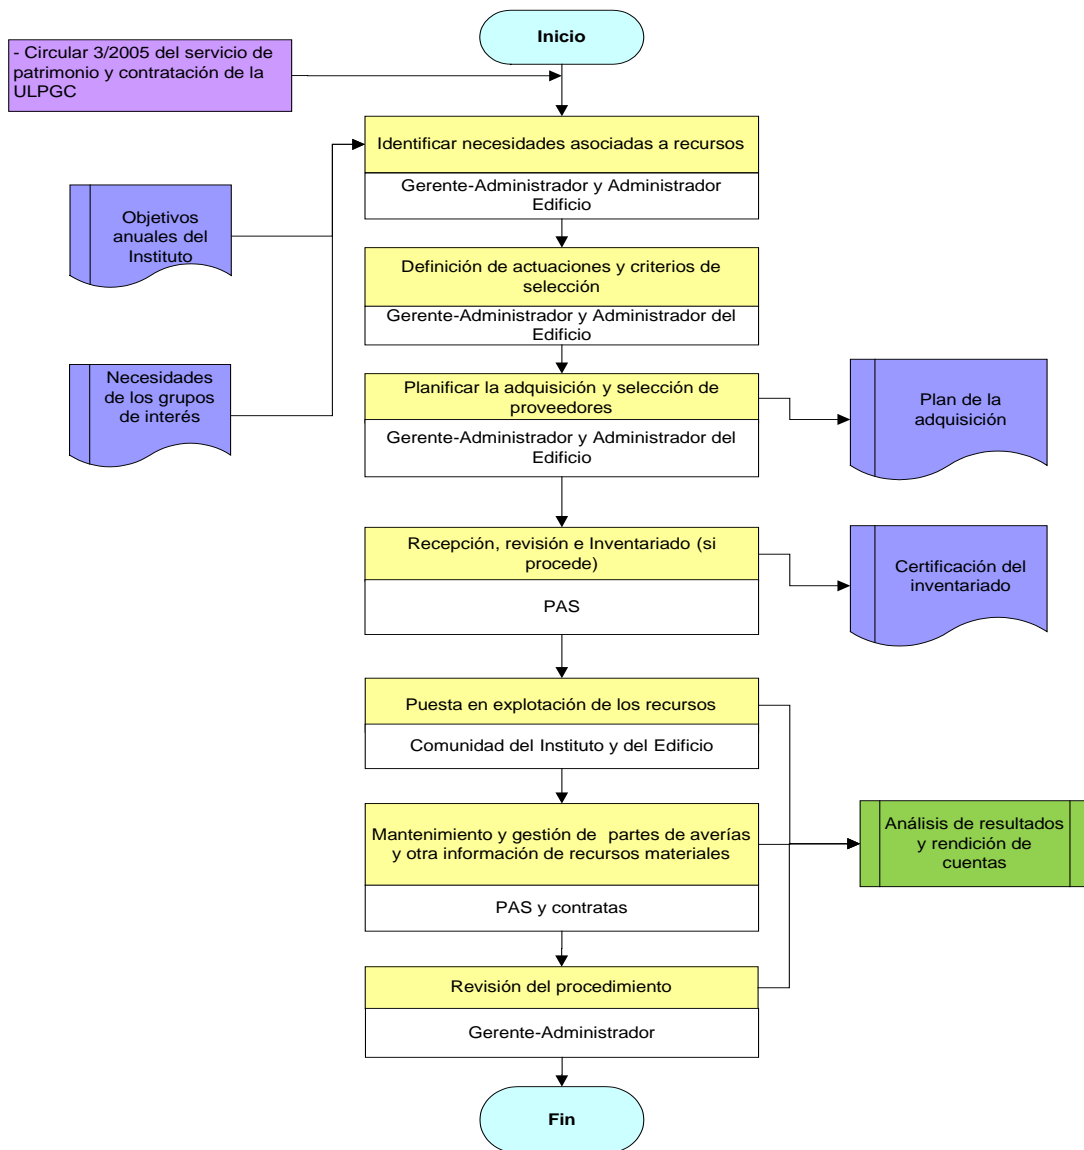 Inicio
- Circular 3/2005 del servicio de
patrimonio y contratación de la
ULPGC
Identificar necesidades asociadas a recursos
Gerente-Administrador y Administrador
Edificio
Objetivos
anuales del
Instituto
Definición de actuaciones y criterios de
selección
Gerente-Administrador y Administrador del
Edificio
Necesidades
de los grupos
de interés
Planificar la adquisición y selección de
proveedores
Gerente-Administrador y Administrador del
Edificio
Plan de la
adquisición
Recepción, revisión e Inventariado (si
procede)
PAS
Certificación del
inventariado
Puesta en explotación de los recursos
Comunidad del Instituto y del Edificio
Mantenimiento y gestión de  partes de averías
y otra información de recursos materiales
PAS y contratas
Análisis de resultados
y rendición de
cuentas
Revisión del procedimiento
Gerente-Administrador
Fin